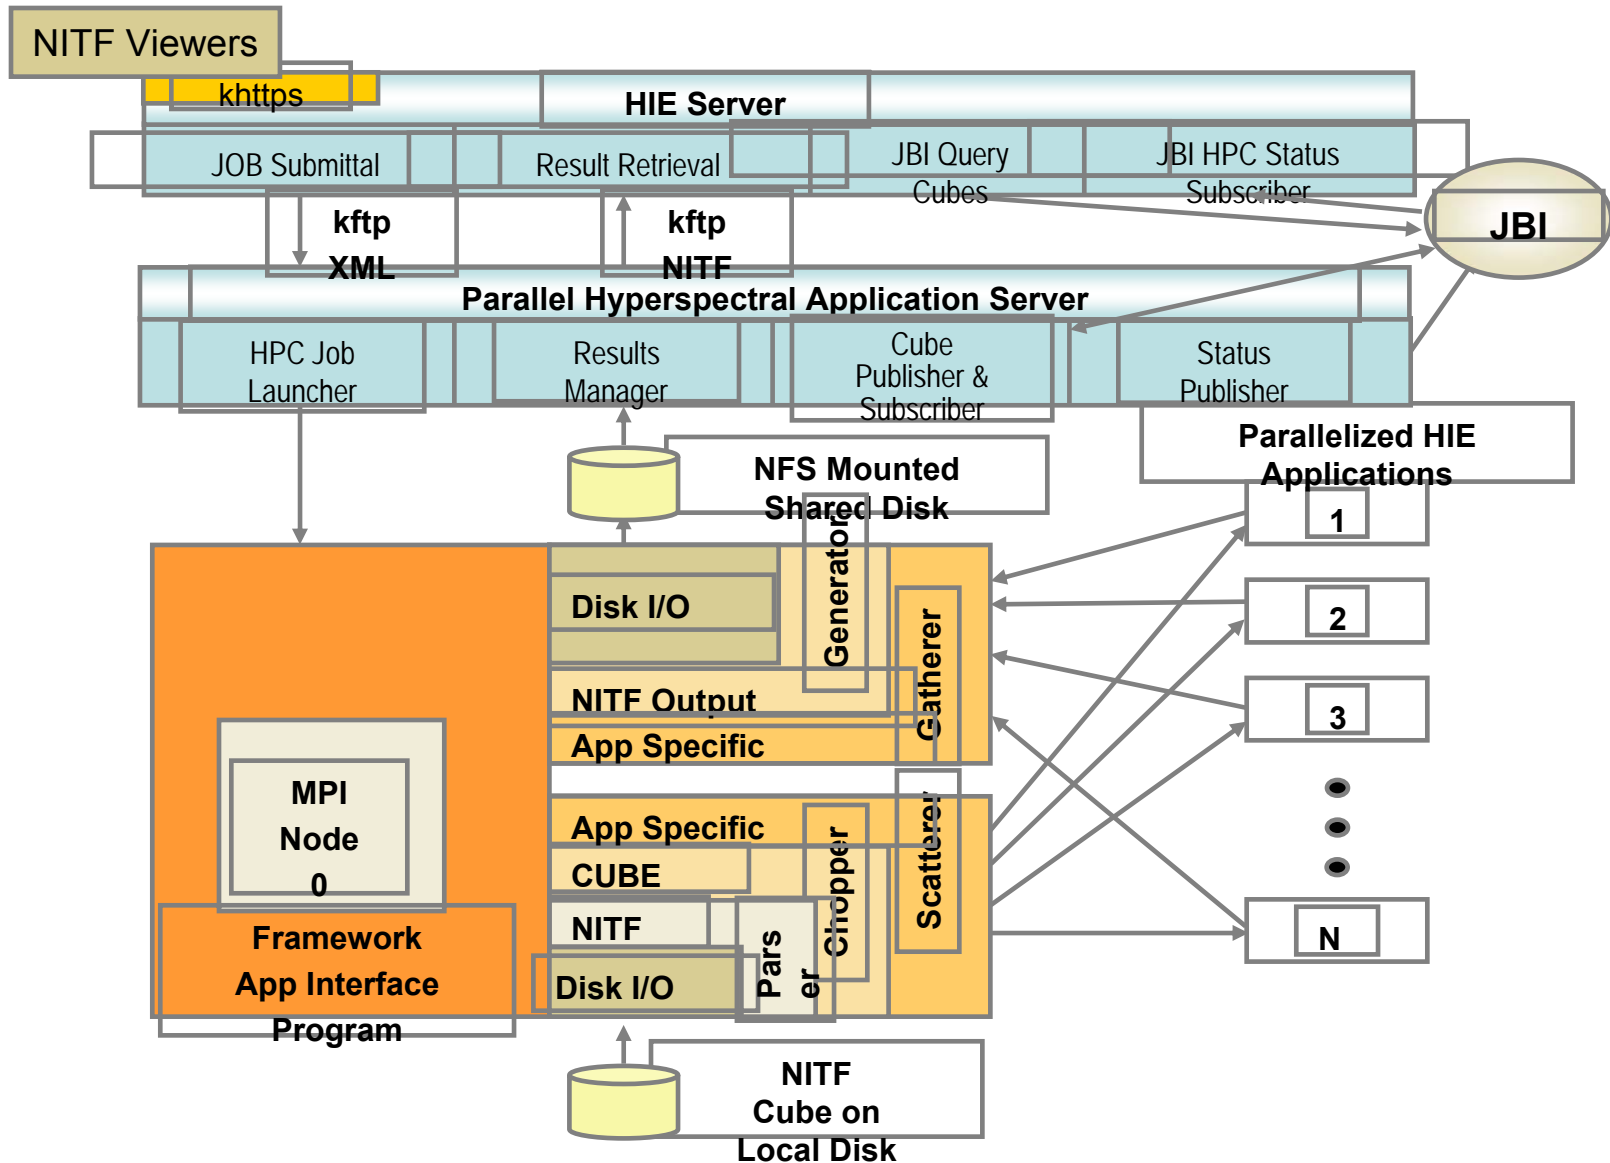 NITF Viewers
khttps
HIE Server
JOB Submittal
Result Retrieval
JBI Query
Cubes
JBI HPC Status
Subscriber
JBI
kftp
XML
kftp
NITF
Parallel Hyperspectral Application Server
HPC Job
Launcher
Results
Manager
Cube
Publisher &
Subscriber
Status
Publisher
Parallelized HIE
Applications
NFS Mounted
Shared Disk
1
2
3
N
Disk I/O
Generator
Gatherer
NITF Output
App Specific
MPI
Node
0
App Specific
CUBE
NITF
Disk I/O
Pars
er
Chopper
Scatterer
Framework
App Interface
Program
NITF
Cube on
Local Disk